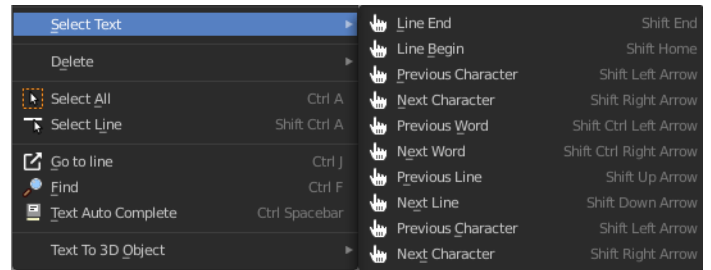 Select Text
Delete
Select All Ctrl A
Select Line Shift Ctrl A
Go to line Ctrl J
Find Ctrl F
Text Auto Complete Ctrl Spacebar
Text To 3D Object
Line End Shift End
Line Begin Shift Home
Previous Character Shift Left Arrow
Next Character Shift Right Arrow
Previous Word Shift Ctrl Left Arrow
Next Word Shift Ctrl Right Arrow
Previous Line Shift Up Arrow
Next Line Shift Down Arrow
Previous Character Shift Left Arrow
Next Character Shift Right Arrow